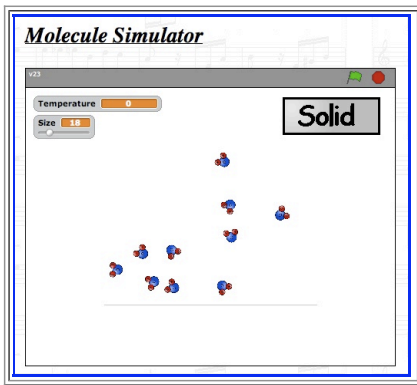 Molecule Simulator
v23
Temperature 0
Size 18
Solid